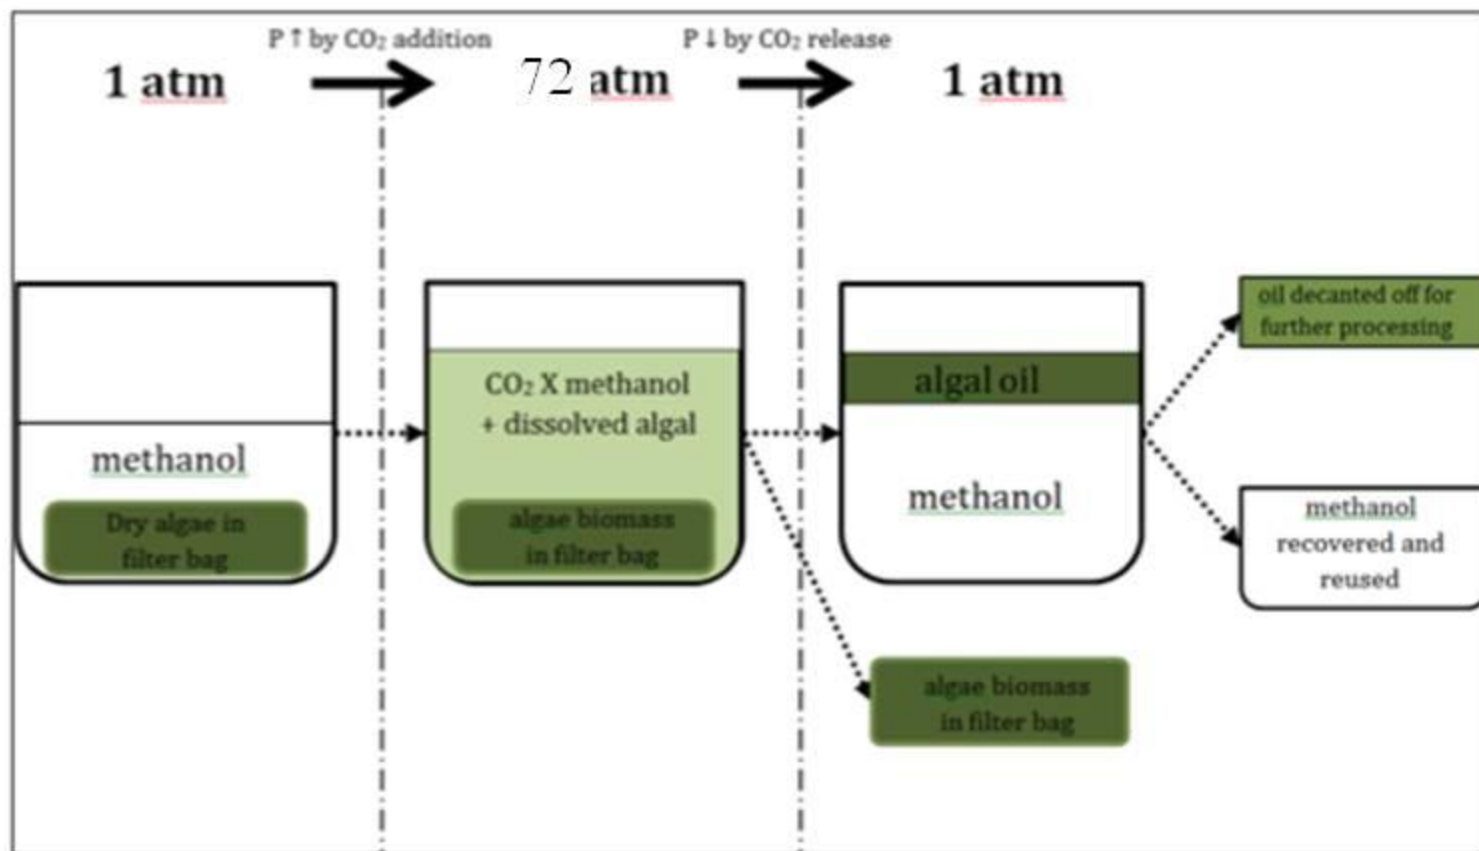 P ↑ by CO₂ addition
P ↓ by CO₂ release
1 atm
72 atm
1 atm
methanol
Dry algae in
filter bag
CO₂ X methanol
+ dissolved algal
algae biomass
in filter bag
algal oil
methanol
algae biomass
in filter bag
oil decanted off for
further processing
methanol
recovered and
reused